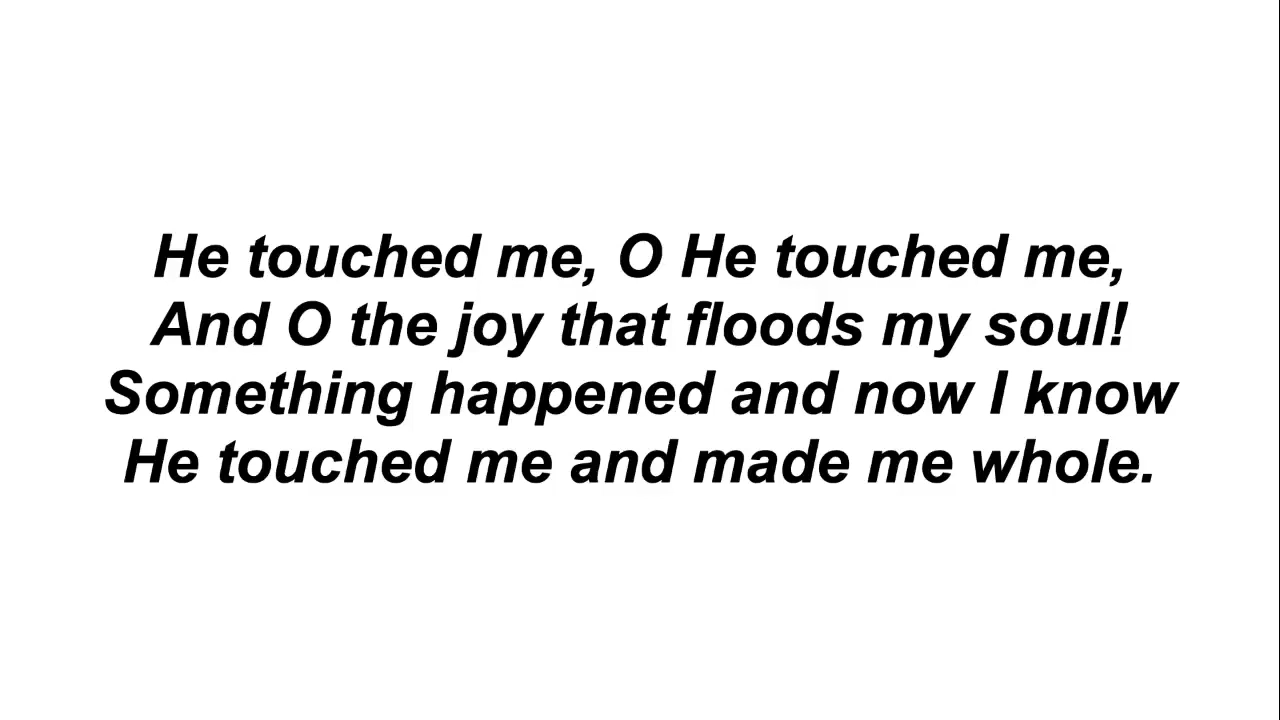 He touched me, O He touched me,
And O the joy that floods my soul!
Something happened and now I know
He touched me and made me whole.